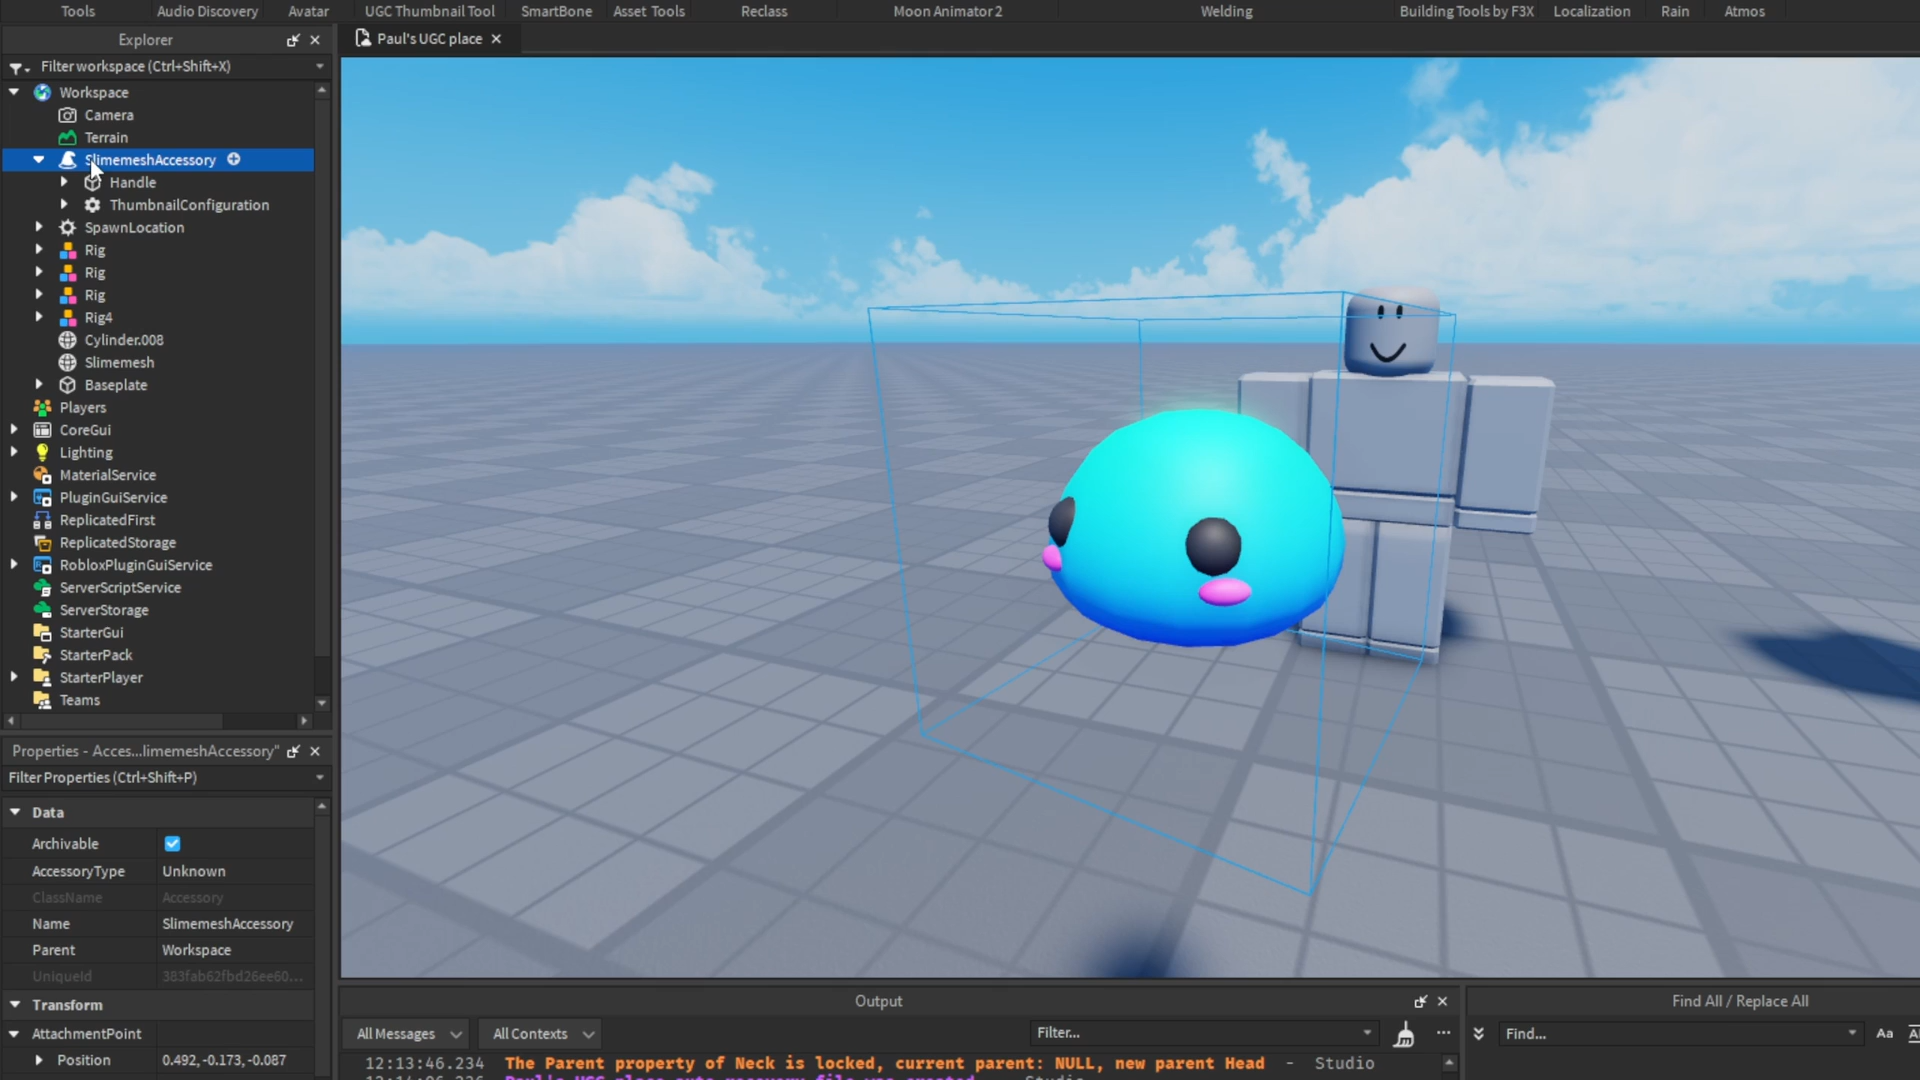 Tools
Audio Discovery
Avatar
UGC Thumbnail Tool
SmartBone
Asset Tools
Reclass
Moon Animator 2
Welding
Building Tools by F3X
Localization
Rain
Atmos
Explorer
Paul's UGC place
Filter workspace (Ctrl+Shift+X)
Workspace
Camera
Terrain
SlimemeshAccessory
Handle
ThumbnailConfiguration
SpawnLocation
Rig
Rig
Rig
Rig4
Cylinder.008
Slimemesh
Baseplate
Players
CoreGui
Lighting
MaterialService
PluginGuiService
ReplicatedFirst
ReplicatedStorage
RobloxPluginGuiService
ServerScriptService
ServerStorage
StarterGui
StarterPack
StarterPlayer
Teams
Properties - Acces...limemeshAccessory"
Filter Properties (Ctrl+Shift+P)
Data
Archivable
AccessoryType Unknown
ClassName Accessory
Name SlimemeshAccessory
Parent Workspace
UniqueId 383fab62fbd26ee60...
Transform
AttachmentPoint
Position 0.492, -0.173, -0.087
Output
All Messages
All Contexts
Filter...
12:13:46.234 The Parent property of Neck is locked, current parent: NULL, new parent Head - Studio
Find All / Replace All
Find...
Aa